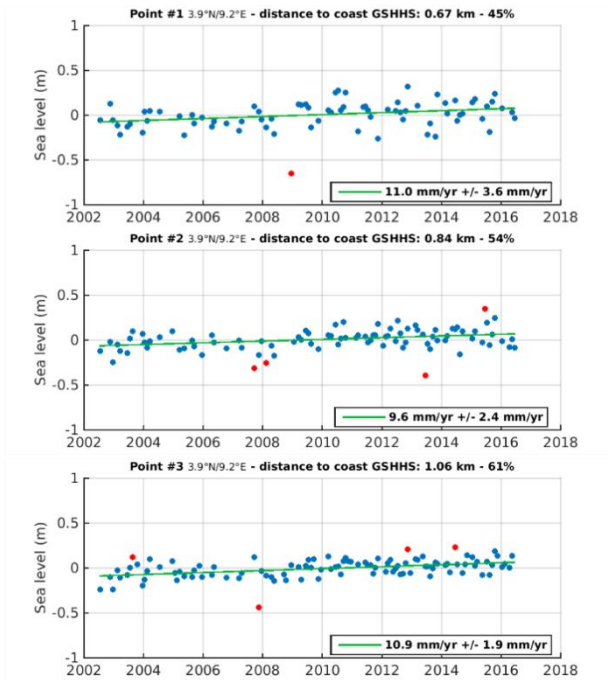 Point #1 3.9°N/9.2°E - distance to coast GSHHS: 0.67 km - 45%
1
0.5
0
-0.5
-1
Sea level (m)
11.0 mm/yr +/- 3.6 mm/yr
2002 2004 2006 2008 2010 2012 2014 2016 2018
Point #2 3.9°N/9.2°E - distance to coast GSHHS: 0.84 km - 54%
1
0.5
0
-0.5
-1
Sea level (m)
9.6 mm/yr +/- 2.4 mm/yr
2002 2004 2006 2008 2010 2012 2014 2016 2018
Point #3 3.9°N/9.2°E - distance to coast GSHHS: 1.06 km - 61%
1
0.5
0
-0.5
-1
Sea level (m)
10.9 mm/yr +/- 1.9 mm/yr
2002 2004 2006 2008 2010 2012 2014 2016 2018